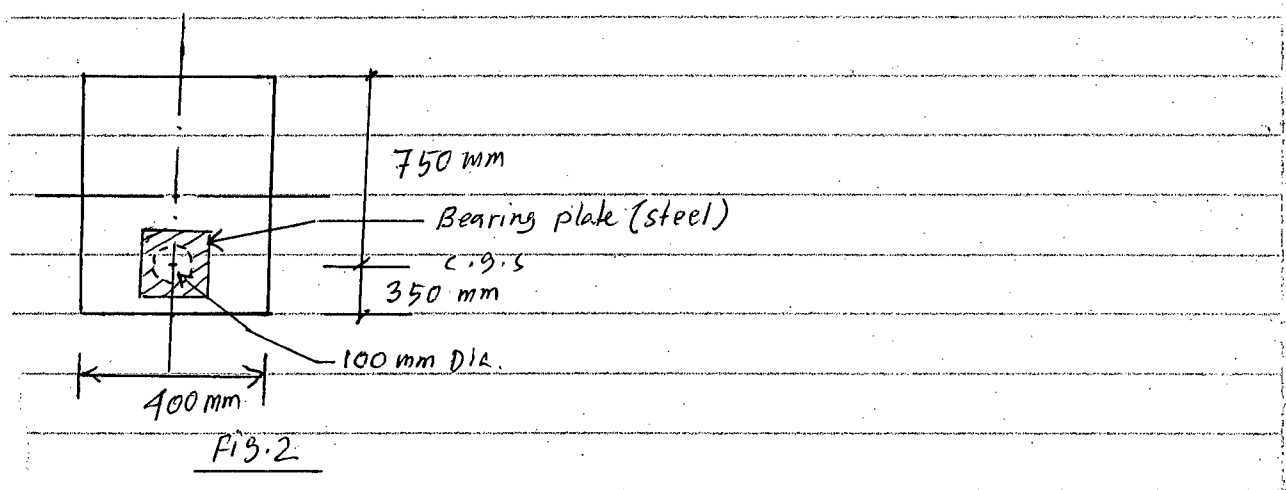 750 mm
Bearing plate (steel)
c.g.s
350 mm
100 mm Dia.
400 mm
Fig.2